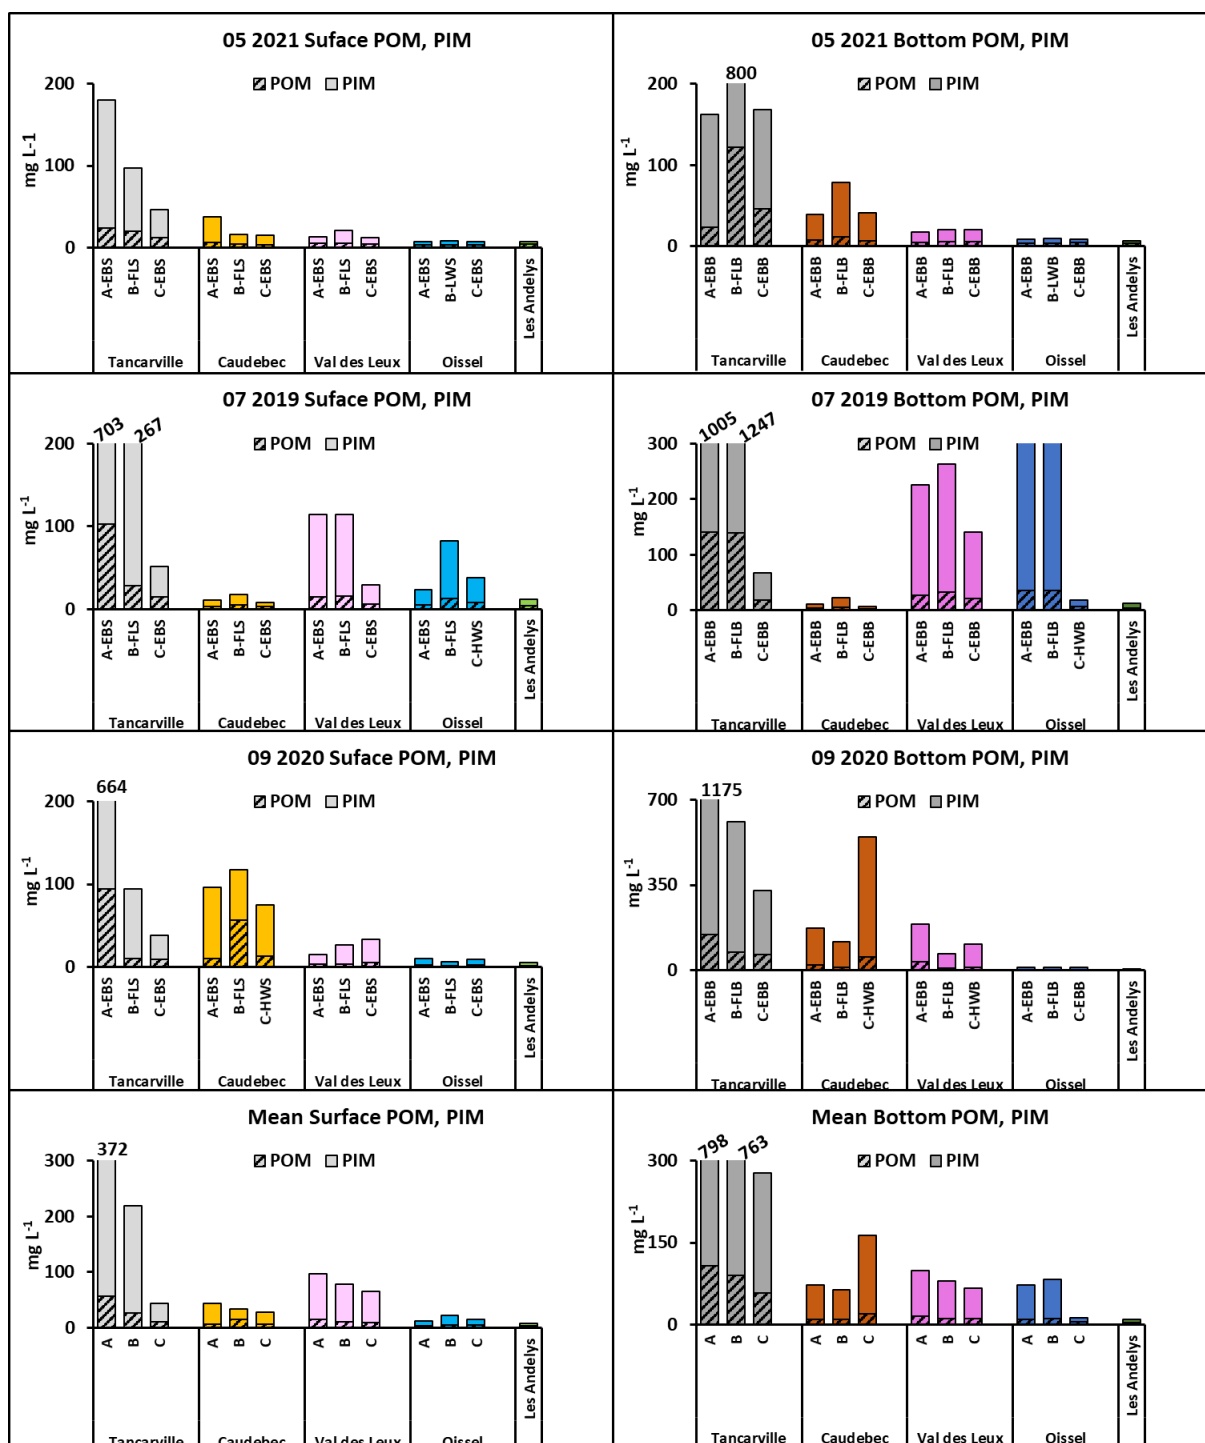 05 2021 Suface POM, PIM
POM PIM
mg L-1
200
100
0
A-EBS B-FLS C-EBS A-EBS B-FLS C-EBS A-EBS B-FLS C-EBS A-EBS B-LWS C-EBS Les Andelys
Tancarville Caudebec Val des Leux Oissel
05 2021 Bottom POM, PIM
800
POM PIM
mg L-1
200
100
0
A-EBB B-FLB C-EBB A-EBB B-FLB C-EBB A-EBB B-FLB C-EBB A-EBB B-LWB C-EBB Les Andelys
Tancarville Caudebec Val des Leux Oissel
07 2019 Suface POM, PIM
703 267
POM PIM
mg L-1
200
100
0
A-EBS B-FLS C-EBS A-EBS B-FLS C-EBS A-EBS B-FLS C-EBS A-EBS B-FLS C-HWS Les Andelys
Tancarville Caudebec Val des Leux Oissel
07 2019 Bottom POM, PIM
1005 1247
POM PIM
mg L-1
300
200
100
0
A-EBB B-FLB C-EBB A-EBB B-FLB C-EBB A-EBB B-FLB C-EBB A-EBB B-FLB C-HWB Les Andelys
Tancarville Caudebec Val des Leux Oissel
09 2020 Suface POM, PIM
664
POM PIM
mg L-1
200
100
0
A-EBS B-FLS C-EBS A-EBS B-FLS C-HWS A-EBS B-FLS C-EBS A-EBS B-FLS C-EBS Les Andelys
Tancarville Caudebec Val des Leux Oissel
09 2020 Bottom POM, PIM
1175
POM PIM
mg L-1
700
350
0
A-EBB B-FLB C-EBB A-EBB B-FLB C-HWB A-EBB B-FLB C-HWB A-EBB B-FLB C-EBB Les Andelys
Tancarville Caudebec Val des Leux Oissel
Mean Surface POM, PIM
372
POM PIM
mg L-1
300
200
100
0
A B C A B C A B C A B C Les Andelys
Tancarville Caudebec Val des Leux Oissel
Mean Bottom POM, PIM
798 763
POM PIM
mg L-1
300
150
0
A B C A B C A B C A B C Les Andelys
Tancarville Caudebec Val des Leux Oissel